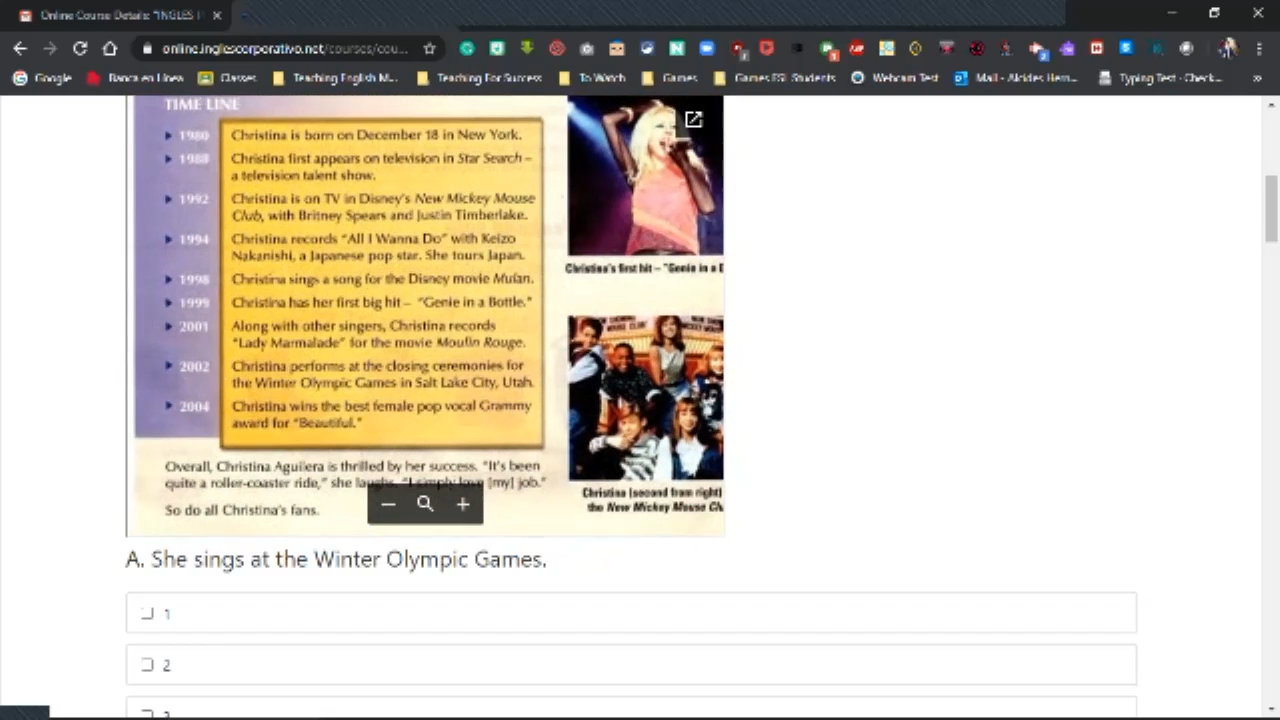 Online Course Details: "INGLES I
online.inglescorporativo.net/courses/cou...
Google
Banca en Linea
Classes
Teaching English M...
Teaching For Success
To Watch
Games
Games ESL Students
Webcam Test
Mail - Alcides Hern...
Typing Test - Check...
TIME LINE
1980 Christina is born on December 18 in New York.
1988 Christina first appears on television in Star Search –
a television talent show.
1992 Christina is on TV in Disney's New Mickey Mouse
Club, with Britney Spears and Justin Timberlake.
1994 Christina records "All I Wanna Do" with Keizo
Nakanishi, a Japanese pop star. She tours Japan.
1998 Christina sings a song for the Disney movie Mulan.
1999 Christina has her first big hit – "Genie in a Bottle."
2001 Along with other singers, Christina records
"Lady Marmalade" for the movie Moulin Rouge.
2002 Christina performs at the closing ceremonies for
the Winter Olympic Games in Salt Lake City, Utah.
2004 Christina wins the best female pop vocal Grammy
award for "Beautiful."
Overall, Christina Aguilera is thrilled by her success. "It's been
quite a roller-coaster ride," she laughs. "I simply love [my] job."
So do all Christina's fans.
Christina's first hit – "Genie in a
Christina (second from right)
the New Mickey Mouse
A. She sings at the Winter Olympic Games.
1
2
3